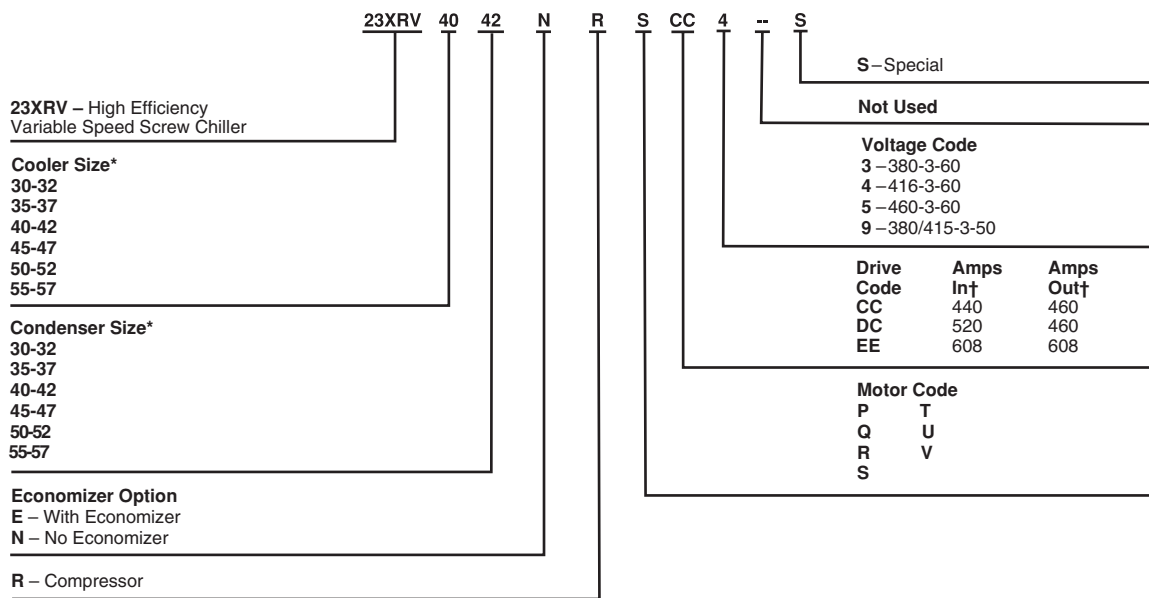 23XRV 40 42 N R S CC 4 -- S
23XRV – High Efficiency
Variable Speed Screw Chiller
Cooler Size*
30-32
35-37
40-42
45-47
50-52
55-57
Condenser Size*
30-32
35-37
40-42
45-47
50-52
55-57
Economizer Option
E – With Economizer
N – No Economizer
R – Compressor
S – Special
Not Used
Voltage Code
3 – 380-3-60
4 – 416-3-60
5 – 460-3-60
9 – 380/415-3-50
Drive Amps Amps
Code In† Out†
CC 440 460
DC 520 460
EE 608 608
Motor Code
P T
Q U
R V
S